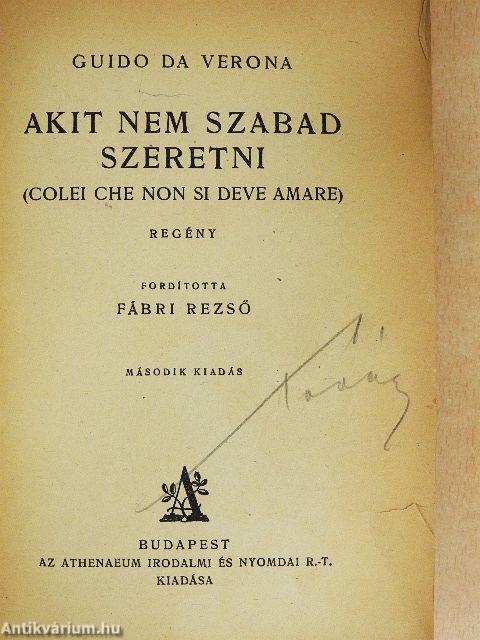 GUIDO DA VERONA
AKIT NEM SZABAD
SZERETNI
(COLEI CHE NON SI DEVE AMARE)
REGÉNY
FORDÍTOTTA
FÁBRI REZSŐ
MÁSODIK KIADÁS
A
BUDAPEST
AZ ATHENAEUM IRODALMI ÉS NYOMDAI R.-T.
KIADÁSA
Antikvárium.hu